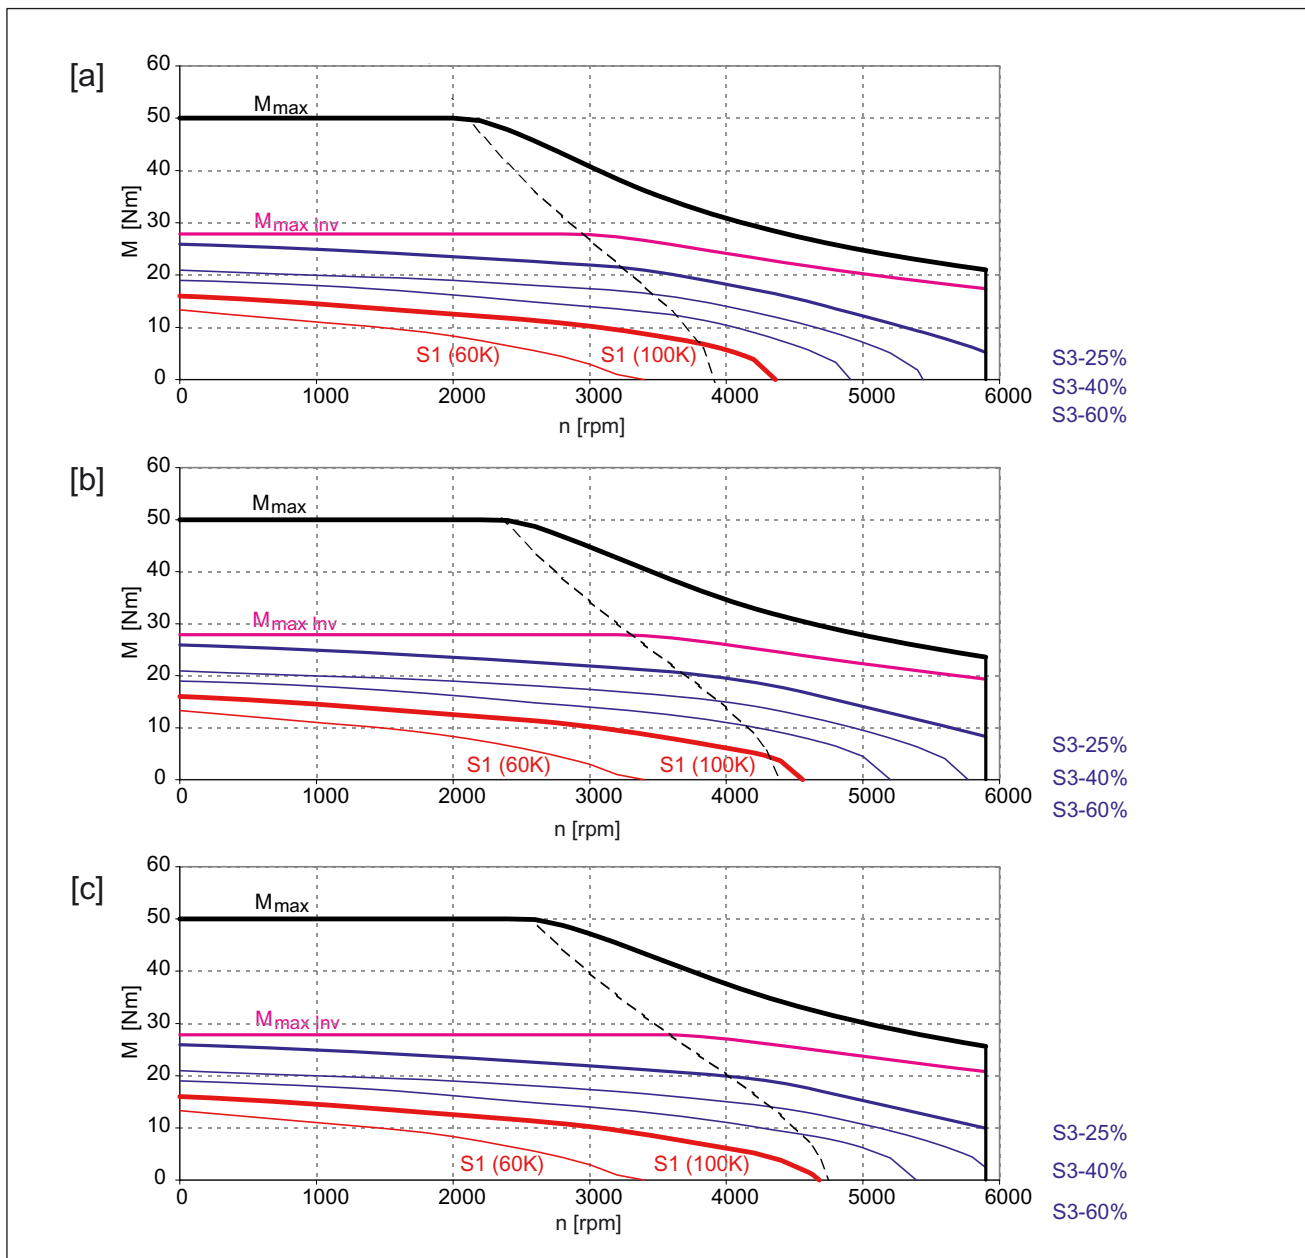 [a]
60
50
40
30
20
10
0
M [Nm]
Mmax
Mmax Inv
S1 (60K)
S1 (100K)
0 1000 2000 3000 4000 5000 6000
n [rpm]
S3-25%
S3-40%
S3-60%
[b]
60
50
40
30
20
10
0
M [Nm]
Mmax
Mmax Inv
S1 (60K)
S1 (100K)
0 1000 2000 3000 4000 5000 6000
n [rpm]
S3-25%
S3-40%
S3-60%
[c]
60
50
40
30
20
10
0
M [Nm]
Mmax
Mmax Inv
S1 (60K)
S1 (100K)
0 1000 2000 3000 4000 5000 6000
n [rpm]
S3-25%
S3-40%
S3-60%